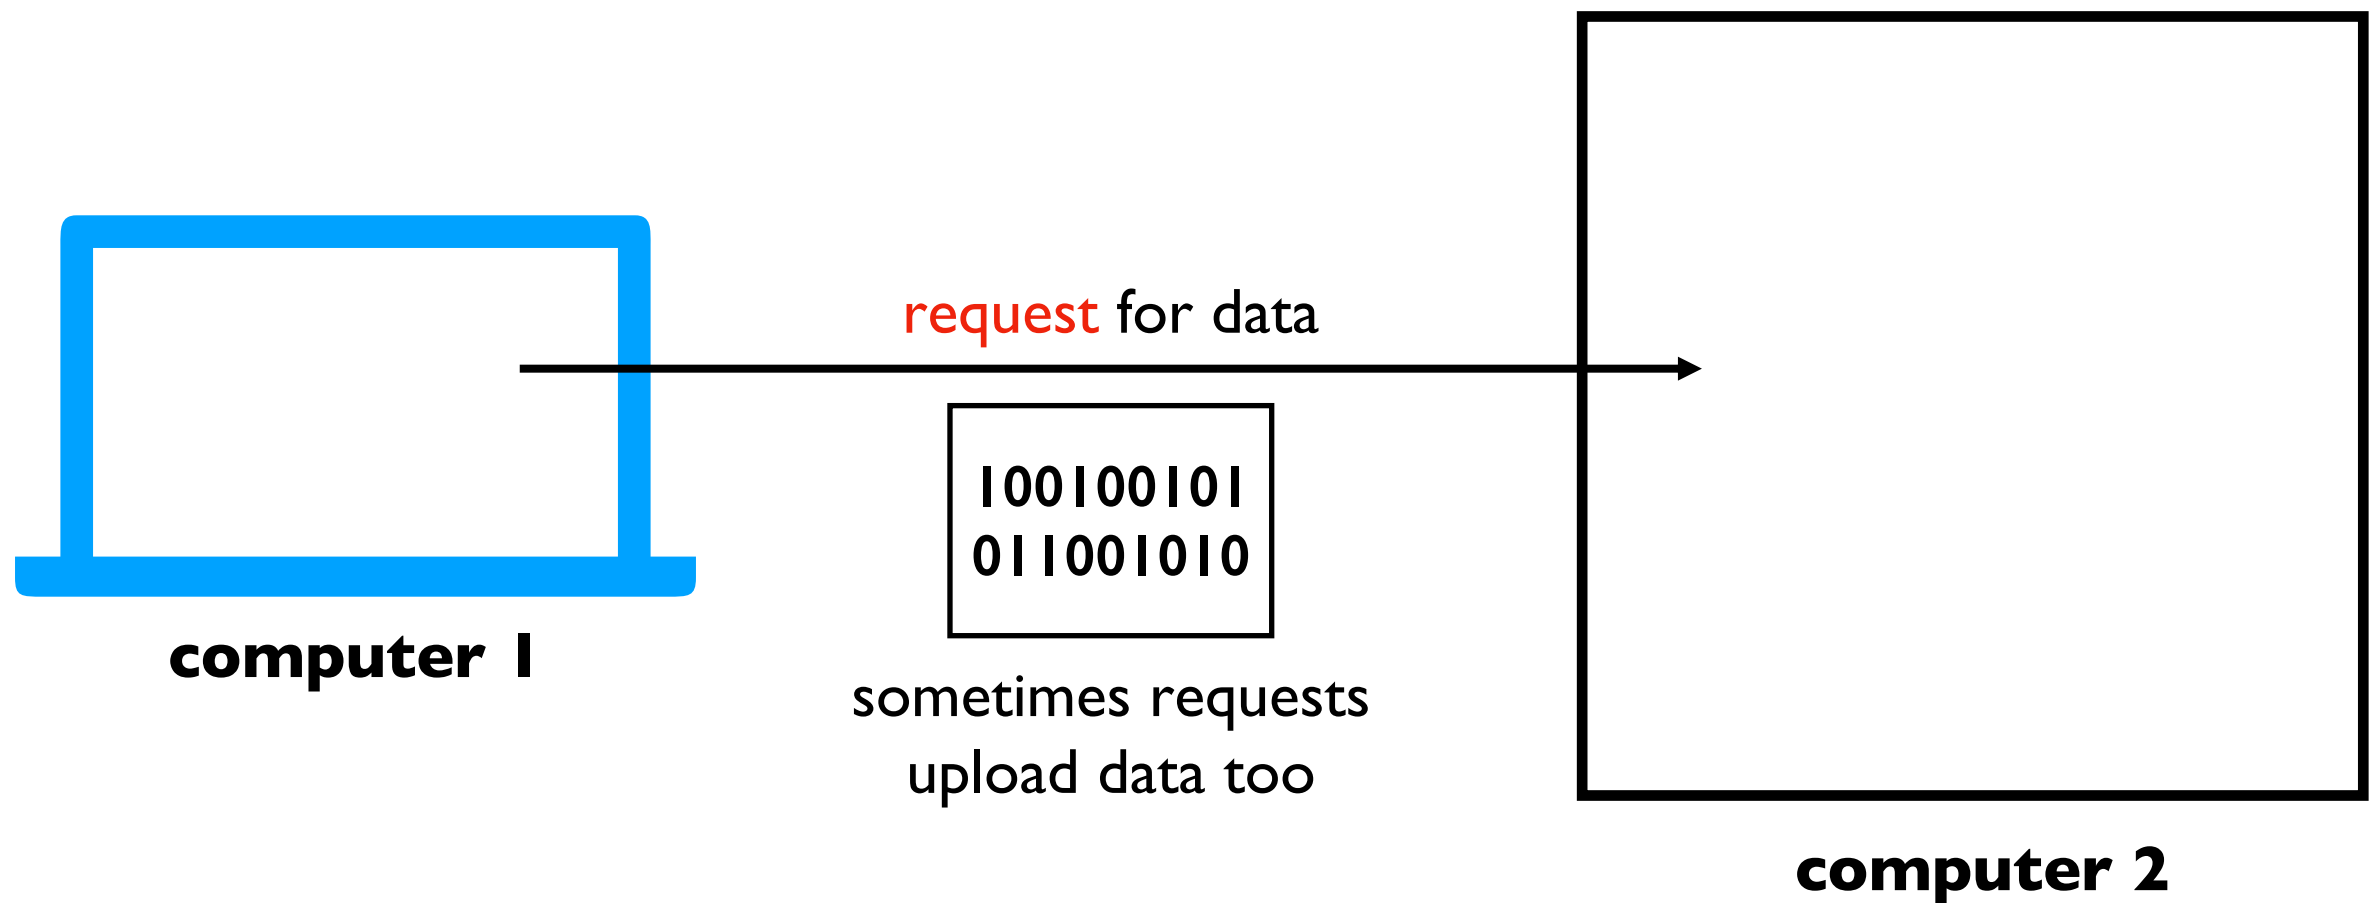 request for data
100100101
011001010
sometimes requests
upload data too
computer 1
computer 2